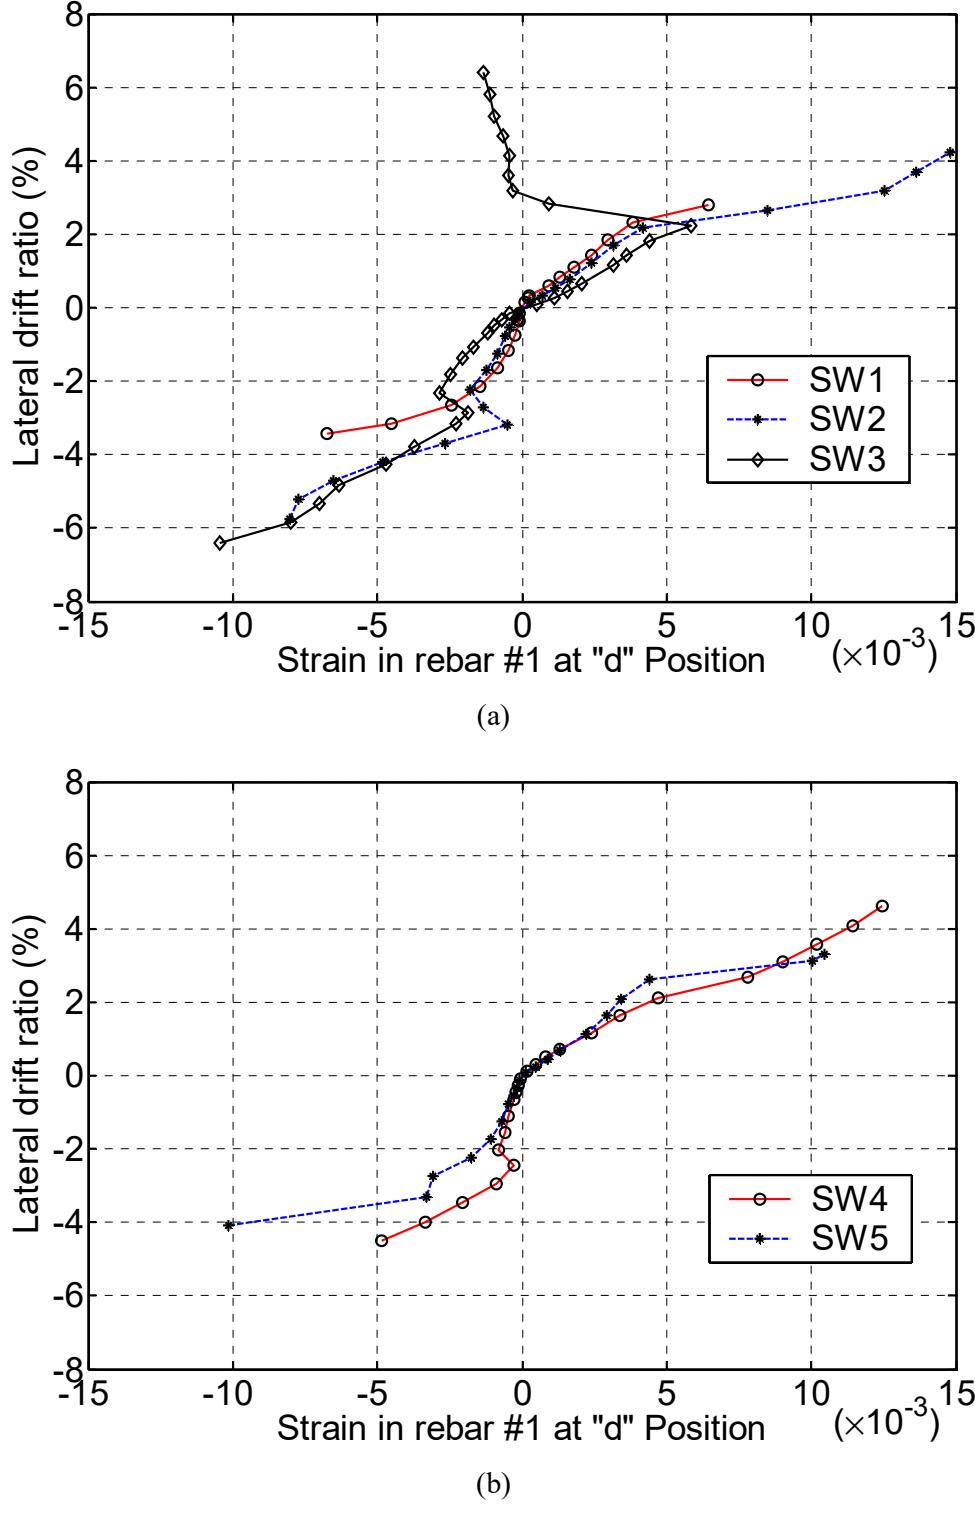 8
6
4
2
0
-2
-4
-6
-8
Lateral drift ratio (%)
SW1
SW2
SW3
-15 -10 -5 0 5 10 15
Strain in rebar #1 at "d" Position (×10-3)
(a)
8
6
4
2
0
-2
-4
-6
-8
Lateral drift ratio (%)
SW4
SW5
-15 -10 -5 0 5 10 15
Strain in rebar #1 at "d" Position (×10-3)
(b)